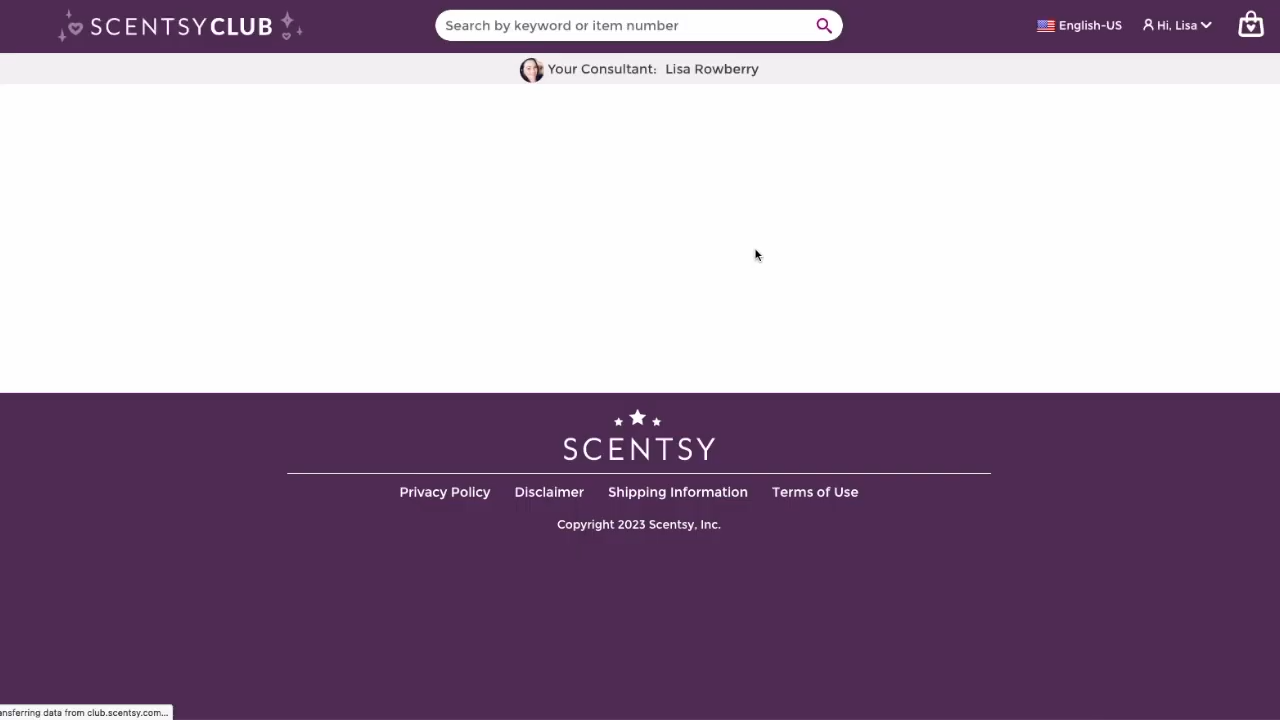 SCENTSYCLUB
Search by keyword or item number
English-US
Hi, Lisa
Your Consultant: Lisa Rowberry
SCENTSY
Privacy Policy Disclaimer Shipping Information Terms of Use
Copyright 2023 Scentsy, Inc.
ansferring data from club.scentsy.com...